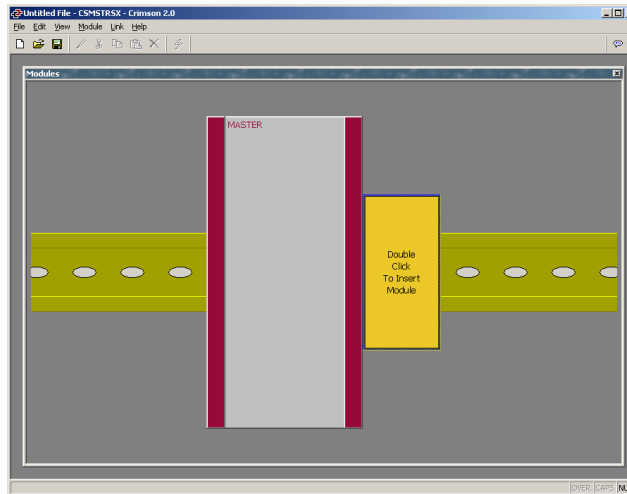 Untitled File - CSMSTRSX - Crimson 2.0
File Edit View Module Link Help
Modules
MASTER
Double
Click
To Insert
Module
OVER CAPS